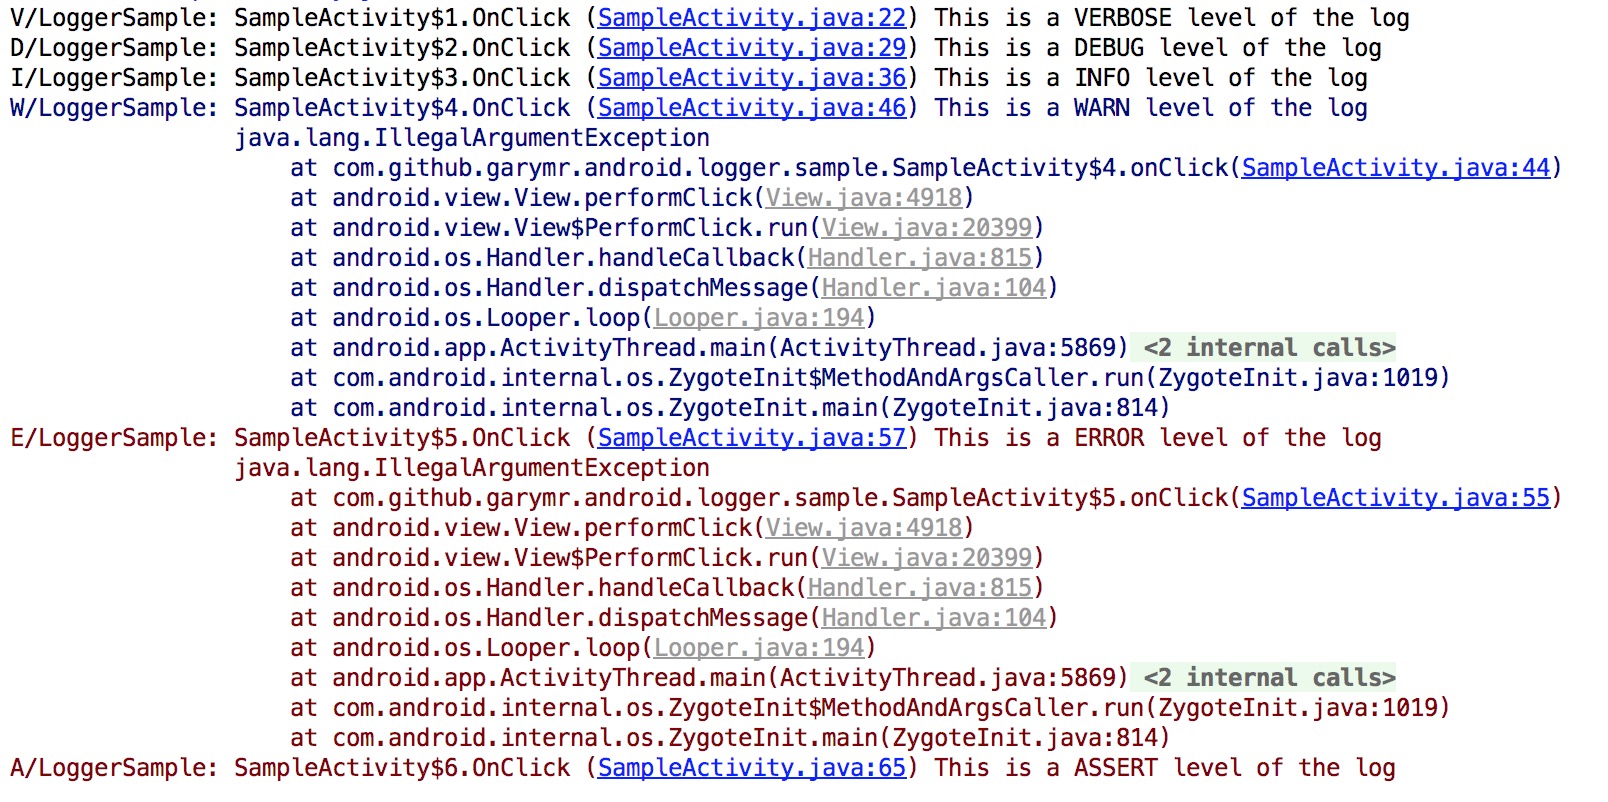 V/LoggerSample: SampleActivity$1.OnClick (SampleActivity.java:22) This is a VERBOSE level of the log
D/LoggerSample: SampleActivity$2.OnClick (SampleActivity.java:29) This is a DEBUG level of the log
I/LoggerSample: SampleActivity$3.OnClick (SampleActivity.java:36) This is a INFO level of the log
W/LoggerSample: SampleActivity$4.OnClick (SampleActivity.java:46) This is a WARN level of the log
java.lang.IllegalArgumentException
at com.github.garymr.android.logger.sample.SampleActivity$4.onClick(SampleActivity.java:44)
at android.view.View.performClick(View.java:4918)
at android.view.View$PerformClick.run(View.java:20399)
at android.os.Handler.handleCallback(Handler.java:815)
at android.os.Handler.dispatchMessage(Handler.java:104)
at android.os.Looper.loop(Looper.java:194)
at android.app.ActivityThread.main(ActivityThread.java:5869) <2 internal calls>
at com.android.internal.os.ZygoteInit$MethodAndArgsCaller.run(ZygoteInit.java:1019)
at com.android.internal.os.ZygoteInit.main(ZygoteInit.java:814)
E/LoggerSample: SampleActivity$5.OnClick (SampleActivity.java:57) This is a ERROR level of the log
java.lang.IllegalArgumentException
at com.github.garymr.android.logger.sample.SampleActivity$5.onClick(SampleActivity.java:55)
at android.view.View.performClick(View.java:4918)
at android.view.View$PerformClick.run(View.java:20399)
at android.os.Handler.handleCallback(Handler.java:815)
at android.os.Handler.dispatchMessage(Handler.java:104)
at android.os.Looper.loop(Looper.java:194)
at android.app.ActivityThread.main(ActivityThread.java:5869) <2 internal calls>
at com.android.internal.os.ZygoteInit$MethodAndArgsCaller.run(ZygoteInit.java:1019)
at com.android.internal.os.ZygoteInit.main(ZygoteInit.java:814)
A/LoggerSample: SampleActivity$6.OnClick (SampleActivity.java:65) This is a ASSERT level of the log